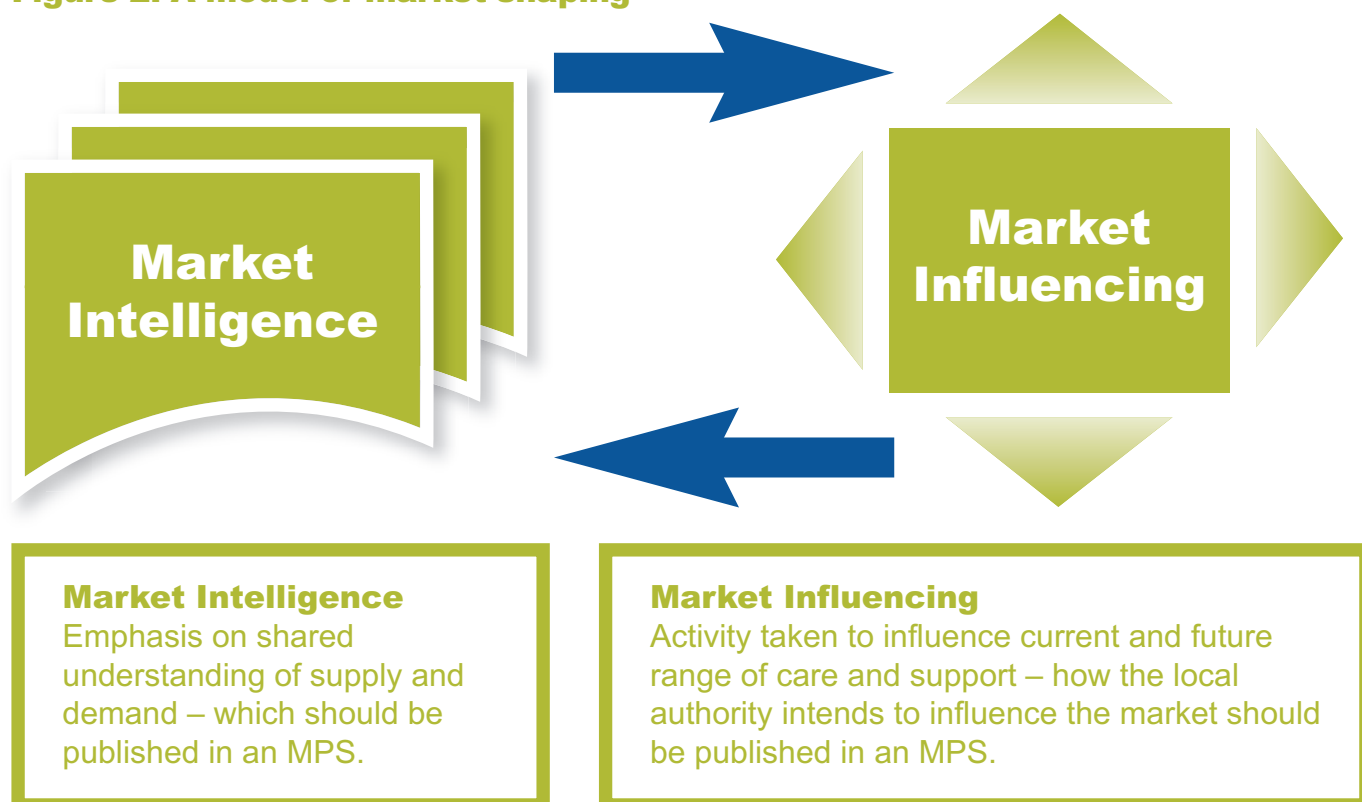 Market
Intelligence
Market
Influencing
Market Intelligence
Emphasis on shared
understanding of supply and
demand – which should be
published in an MPS.
Market Influencing
Activity taken to influence current and future
range of care and support – how the local
authority intends to influence the market should
be published in an MPS.